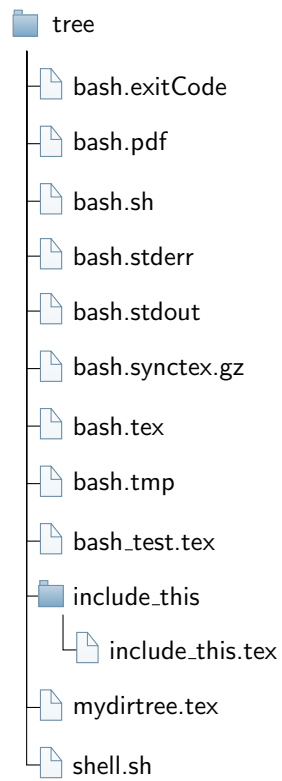 tree
bash.exitCode
bash.pdf
bash.sh
bash.stderr
bash.stdout
bash.synctex.gz
bash.tex
bash.tmp
bash_test.tex
include_this
include_this.tex
mydirtree.tex
shell.sh